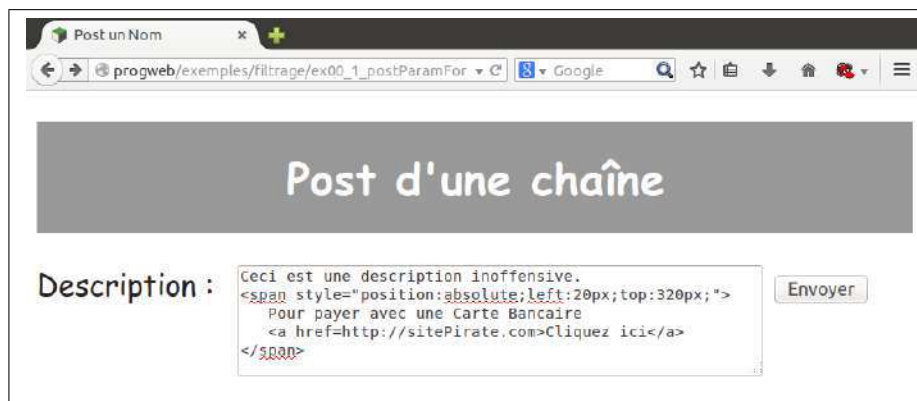 Post un Nom
progweb/exemples/filtrage/ex00_1_postParamFor
Google
Post d'une chaîne
Description :
Ceci est une description inoffensive.
<span style="position:absolute;left:20px;top:320px;">
Pour payer avec une Carte Bancaire
<a href=http://sitePirate.com>Cliquez ici</a>
</span>
Envoyer